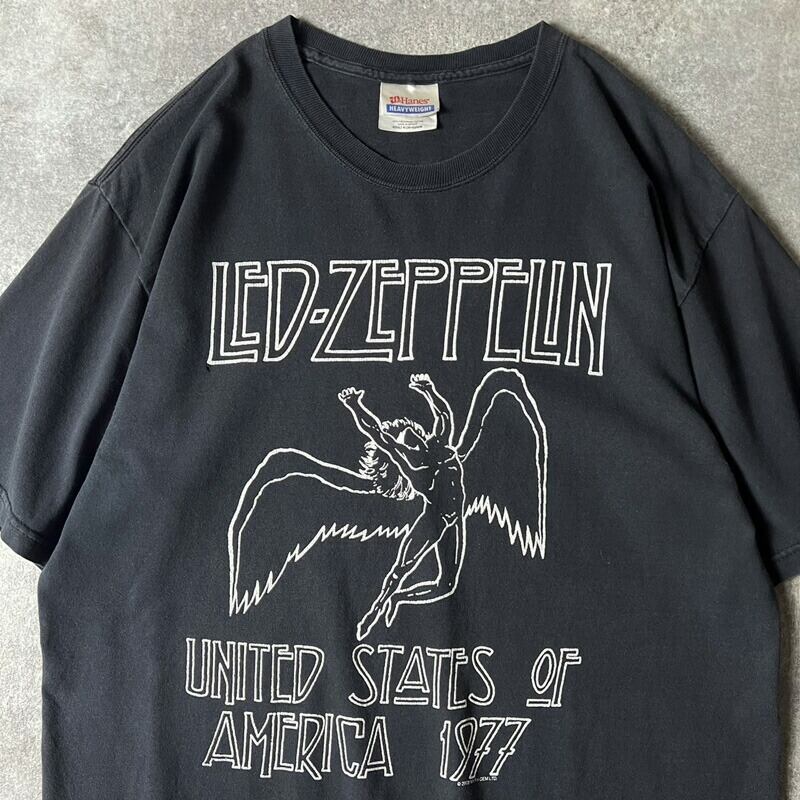 Hanes
HEAVYWEIGHT
LED-ZEPPELIN
UNITED STATES OF
AMERICA 1977